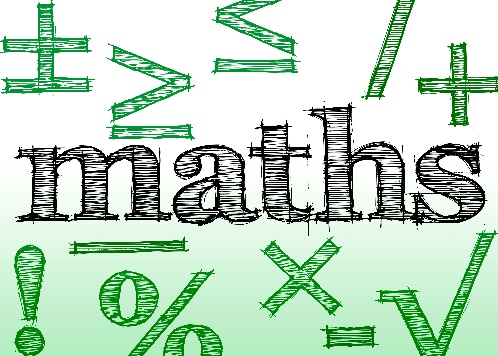 ± ≥ ≤ / +
maths
! − % × = √